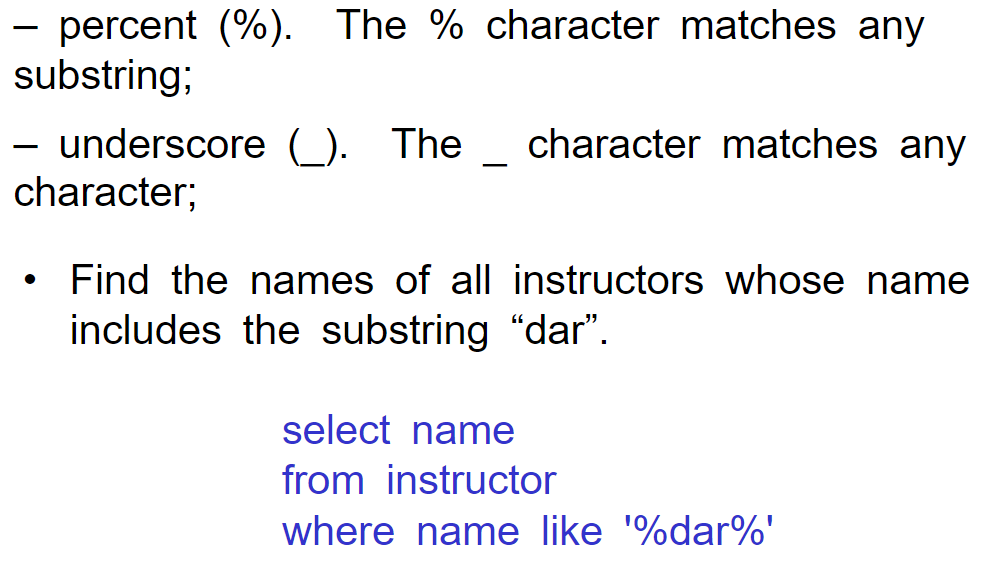 – percent (%). The % character matches any
substring;
– underscore (_). The _ character matches any
character;
• Find the names of all instructors whose name
includes the substring “dar”.
select name
from instructor
where name like '%dar%'